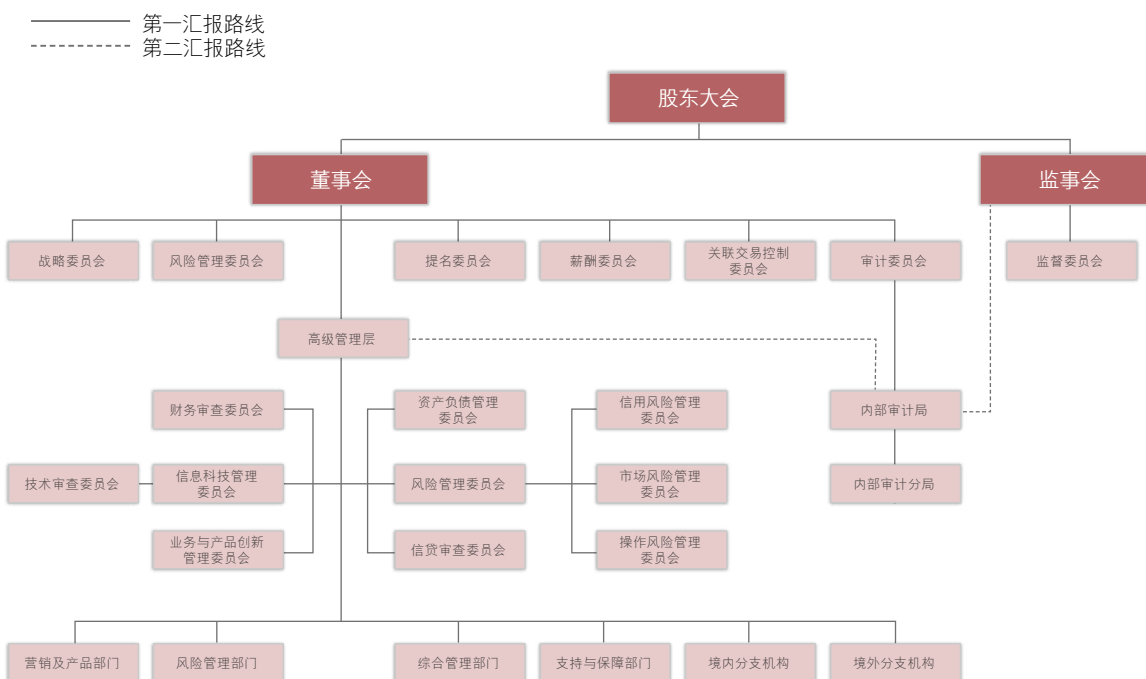 第一汇报路线
第二汇报路线
股东大会
董事会
监事会
战略委员会
风险管理委员会
提名委员会
薪酬委员会
关联交易控制
委员会
审计委员会
监督委员会
高级管理层
财务审查委员会
资产负债管理
委员会
信用风险管理
委员会
内部审计局
技术审查委员会
信息科技管理
委员会
风险管理委员会
市场风险管理
委员会
内部审计分局
业务与产品创新
管理委员会
信贷审查委员会
操作风险管理
委员会
营销及产品部门
风险管理部门
综合管理部门
支持与保障部门
境内分支机构
境外分支机构